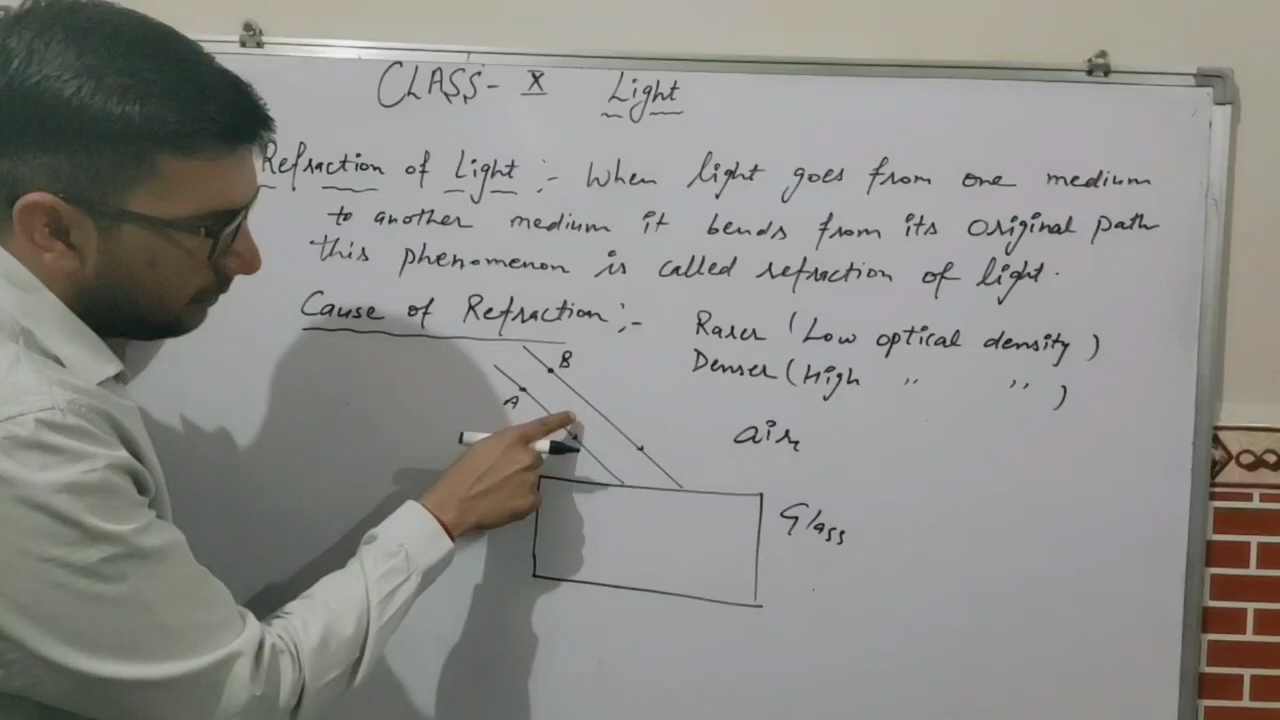 CLASS- X Light
Refraction of Light :- When light goes from one medium
to another medium it bends from its original path
this phenomenon is called refraction of light.
Cause of Refraction :-
Rarer (Low optical density)
Denser (High " ")
B
A
air
Glass